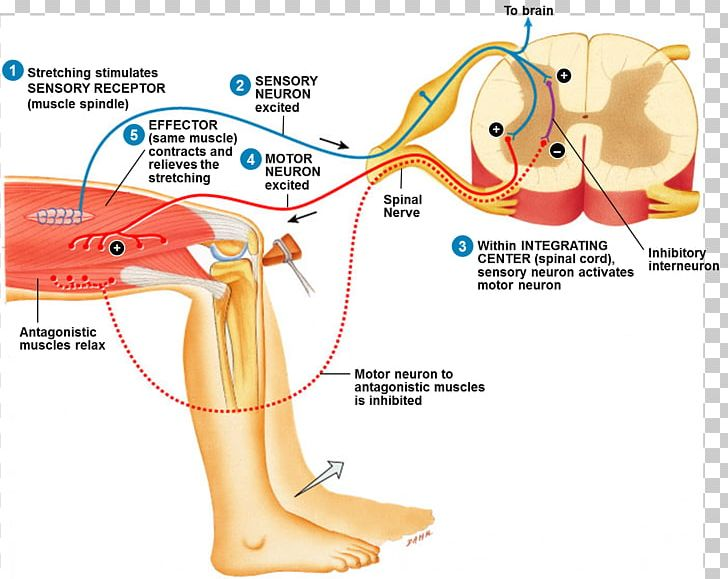 To brain
1 Stretching stimulates
SENSORY RECEPTOR
(muscle spindle)
2 SENSORY
NEURON
excited
5 EFFECTOR
(same muscle)
contracts and
relieves the
stretching
4 MOTOR
NEURON
excited
Spinal
Nerve
+
+
−
+
3 Within INTEGRATING
CENTER (spinal cord),
sensory neuron activates
motor neuron
Inhibitory
interneuron
Antagonistic
muscles relax
Motor neuron to
antagonistic muscles
is inhibited
DAHK